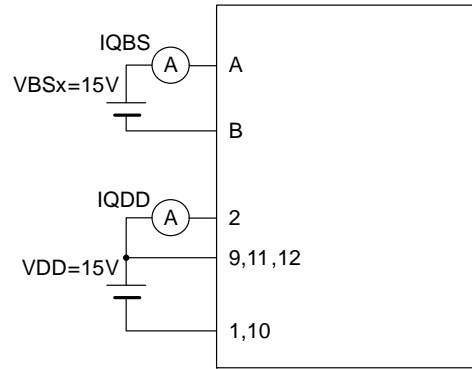 IQBS
A
A
VBSx=15V
B
IQDD
A
2
9,11,12
VDD=15V
1,10